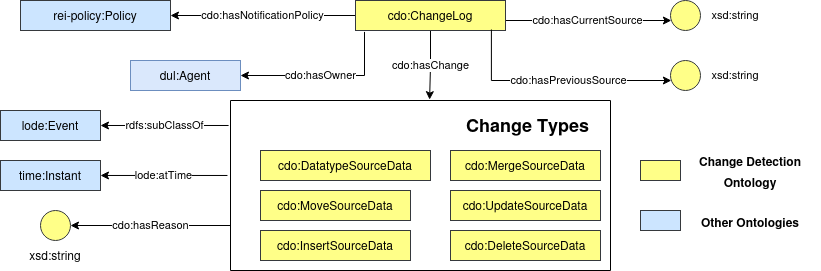 rei-policy:Policy
cdo:hasNotificationPolicy
cdo:ChangeLog
cdo:hasCurrentSource
xsd:string
dul:Agent
cdo:hasOwner
cdo:hasChange
cdo:hasPreviousSource
xsd:string
lode:Event
rdfs:subClassOf
Change Types
time:Instant
lode:atTime
cdo:DatatypeSourceData
cdo:MergeSourceData
cdo:MoveSourceData
cdo:UpdateSourceData
cdo:InsertSourceData
cdo:DeleteSourceData
cdo:hasReason
xsd:string
Change Detection
Ontology
Other Ontologies